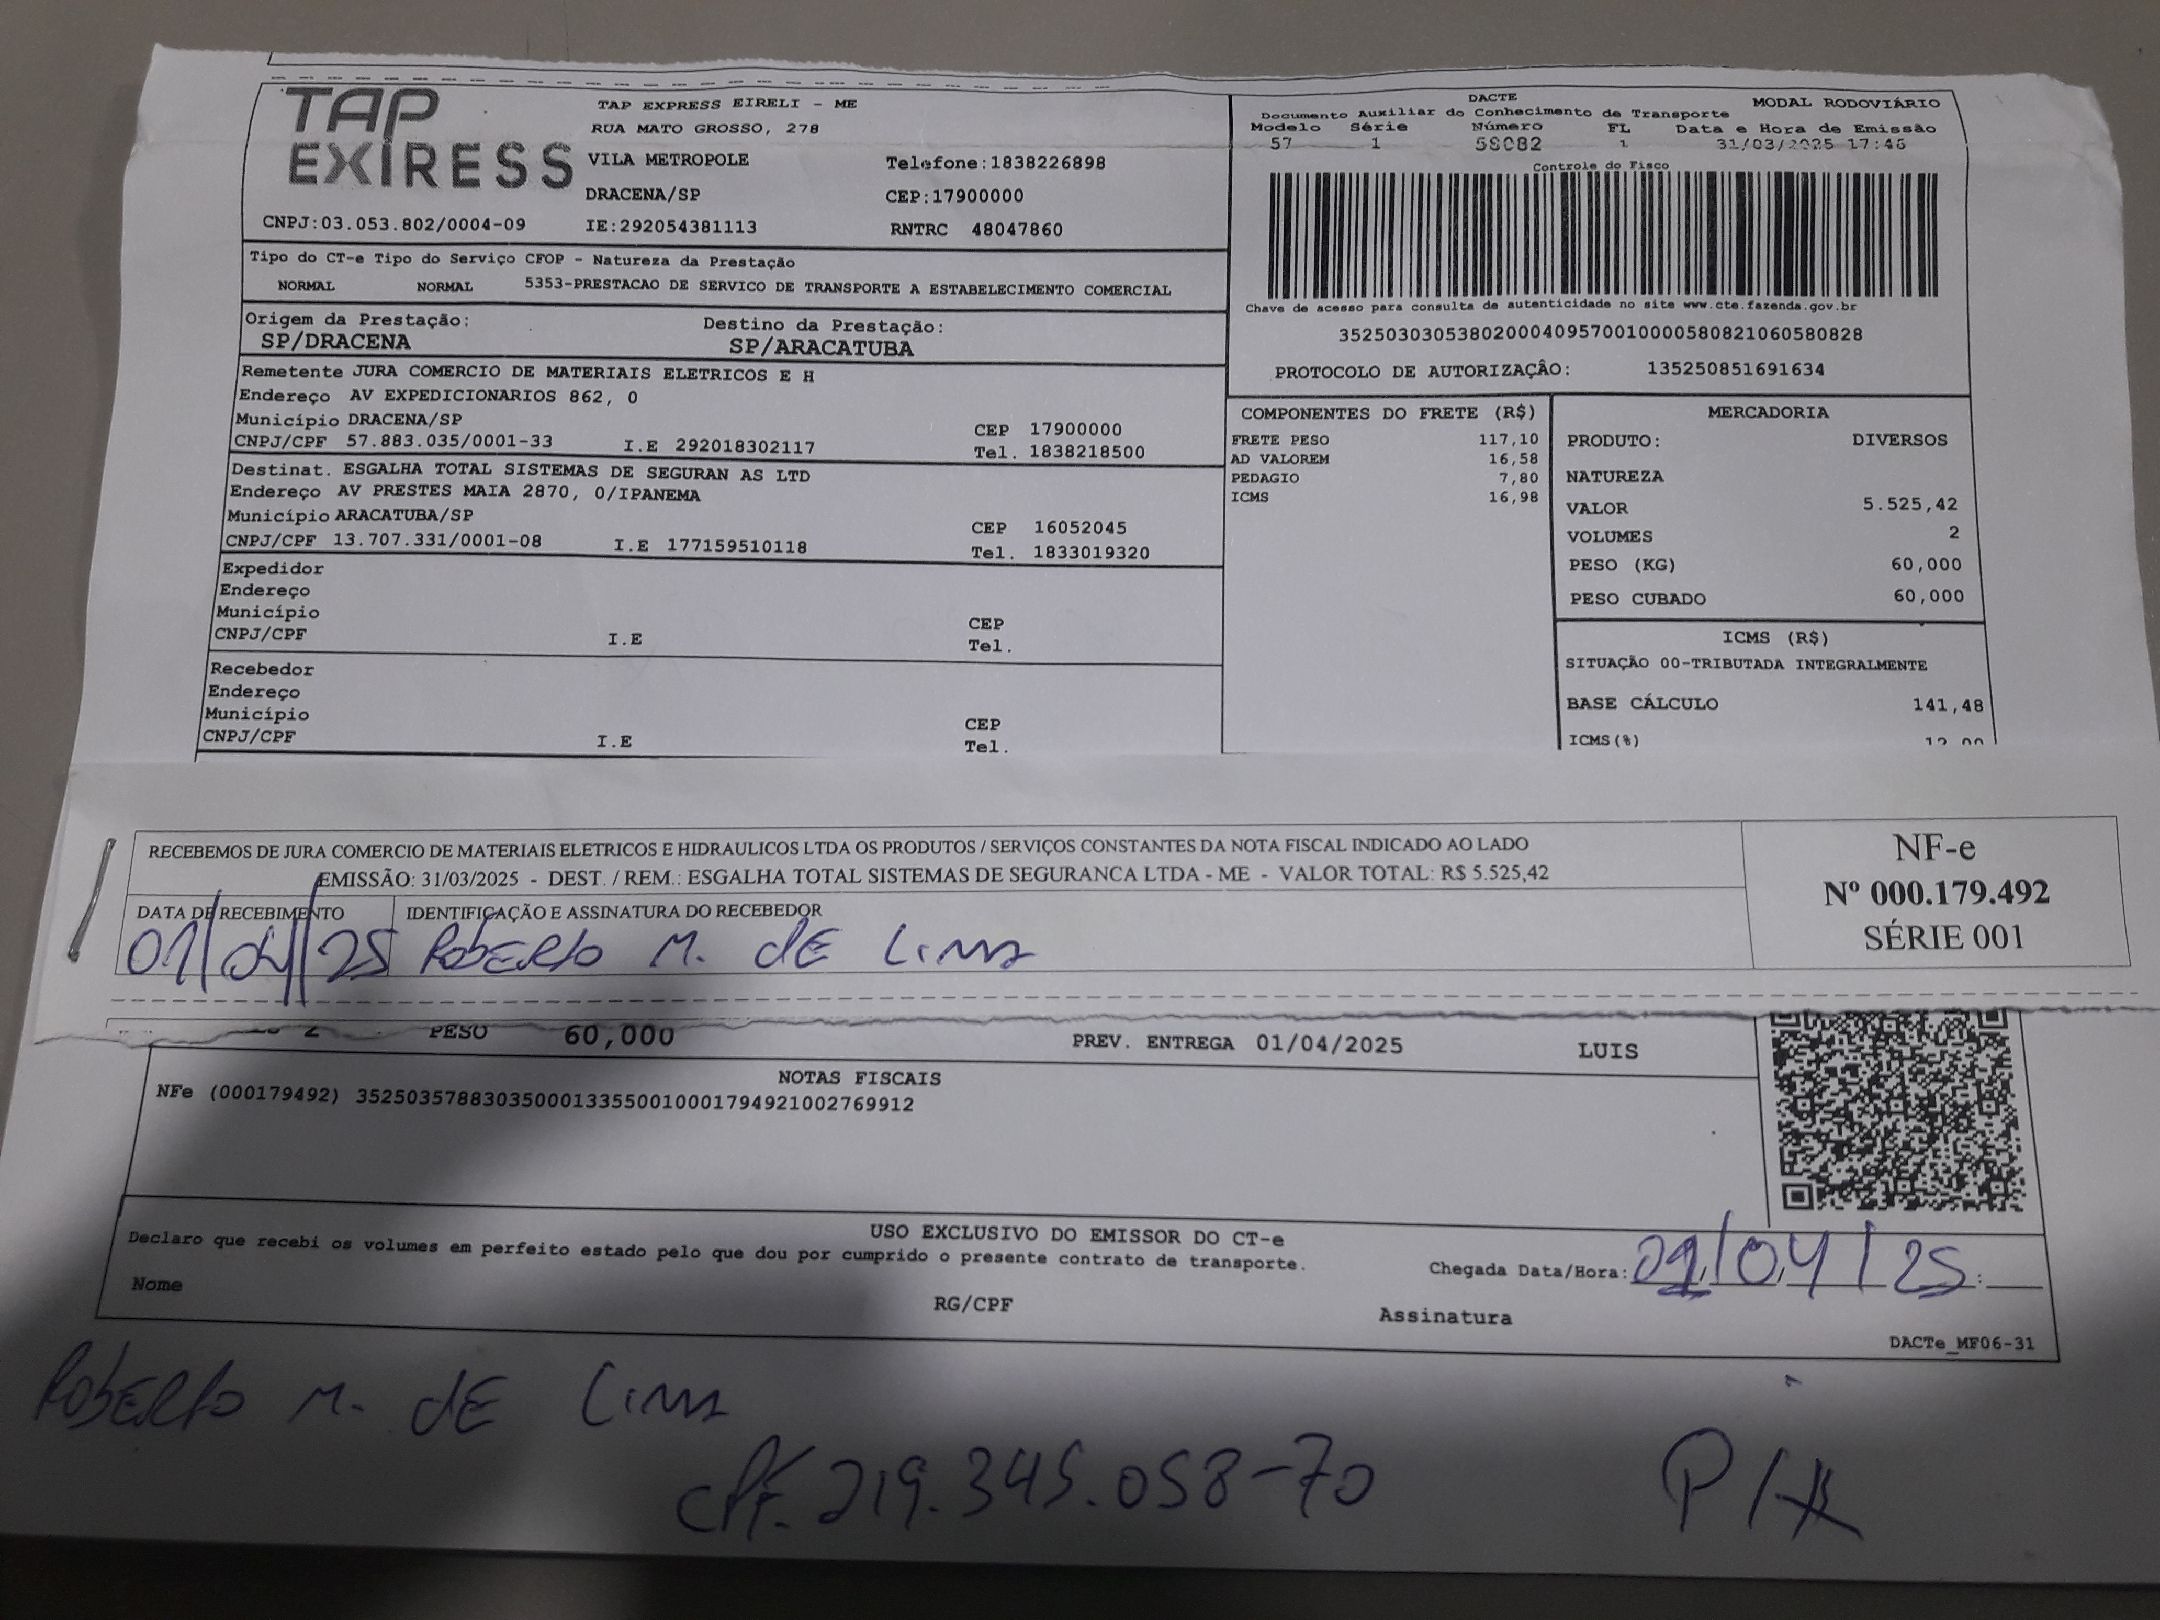 TAP
EXPRESS
TAP EXPRESS EIRELI - ME
RUA MATO GROSSO, 278
VILA METROPOLE Telefone:1838226898
DRACENA/SP CEP:17900000
CNPJ:03.053.802/0004-09 IE:292054381113 RNTRC 48047860
DACTE MODAL RODOVIÁRIO
Documento Auxiliar do Conhecimento de Transporte
Modelo Série Número FL Data e Hora de Emissão
57 1 58082 1 31/03/2025 17:46
Controle do Fisco
Chave de acesso para consulta de autenticidade no site www.cte.fazenda.gov.br
35250303053802000409570010000580821060580828
PROTOCOLO DE AUTORIZAÇÃO: 135250851691634
Tipo do CT-e Tipo do Serviço CFOP - Natureza da Prestação
NORMAL NORMAL 5353-PRESTACAO DE SERVICO DE TRANSPORTE A ESTABELECIMENTO COMERCIAL
Origem da Prestação: Destino da Prestação:
SP/DRACENA SP/ARACATUBA
Remetente JURA COMERCIO DE MATERIAIS ELETRICOS E H
Endereço AV EXPEDICIONARIOS 862, 0
Município DRACENA/SP CEP 17900000
CNPJ/CPF 57.883.035/0001-33 I.E 292018302117 Tel. 1838218500
Destinat. ESGALHA TOTAL SISTEMAS DE SEGURAN AS LTD
Endereço AV PRESTES MAIA 2870, 0/IPANEMA
Município ARACATUBA/SP CEP 16052045
CNPJ/CPF 13.707.331/0001-08 I.E 177159510118 Tel. 1833019320
Expedidor
Endereço
Município CEP
CNPJ/CPF I.E Tel.
Recebedor
Endereço
Município CEP
CNPJ/CPF I.E Tel.
COMPONENTES DO FRETE (R$)
FRETE PESO 117,10
AD VALOREM 16,58
PEDAGIO 7,80
ICMS 16,98
MERCADORIA
PRODUTO: DIVERSOS
NATUREZA
VALOR 5.525,42
VOLUMES 2
PESO (KG) 60,000
PESO CUBADO 60,000
ICMS (R$)
SITUAÇÃO 00-TRIBUTADA INTEGRALMENTE
BASE CÁLCULO 141,48
ICMS(%) 12,00
RECEBEMOS DE JURA COMERCIO DE MATERIAIS ELETRICOS E HIDRAULICOS LTDA OS PRODUTOS / SERVIÇOS CONSTANTES DA NOTA FISCAL INDICADO AO LADO
EMISSÃO: 31/03/2025 - DEST. / REM.: ESGALHA TOTAL SISTEMAS DE SEGURANCA LTDA - ME - VALOR TOTAL: R$ 5.525,42
DATA DE RECEBIMENTO IDENTIFICAÇÃO E ASSINATURA DO RECEBEDOR
01/04/25 ROBERTO M. dE LIMA
NF-e
Nº 000.179.492
SÉRIE 001
2 PESO 60,000 PREV. ENTREGA 01/04/2025 LUIS
NOTAS FISCAIS
NFe (000179492) 35250357883035000133550010001794921002769912
USO EXCLUSIVO DO EMISSOR DO CT-e
Declaro que recebi os volumes em perfeito estado pelo que dou por cumprido o presente contrato de transporte.
Chegada Data/Hora: 01/04/25 :
Nome RG/CPF Assinatura
DACTe_MF06-31
ROBERTO M. dE LIMA
CPF. 219.345.058-70